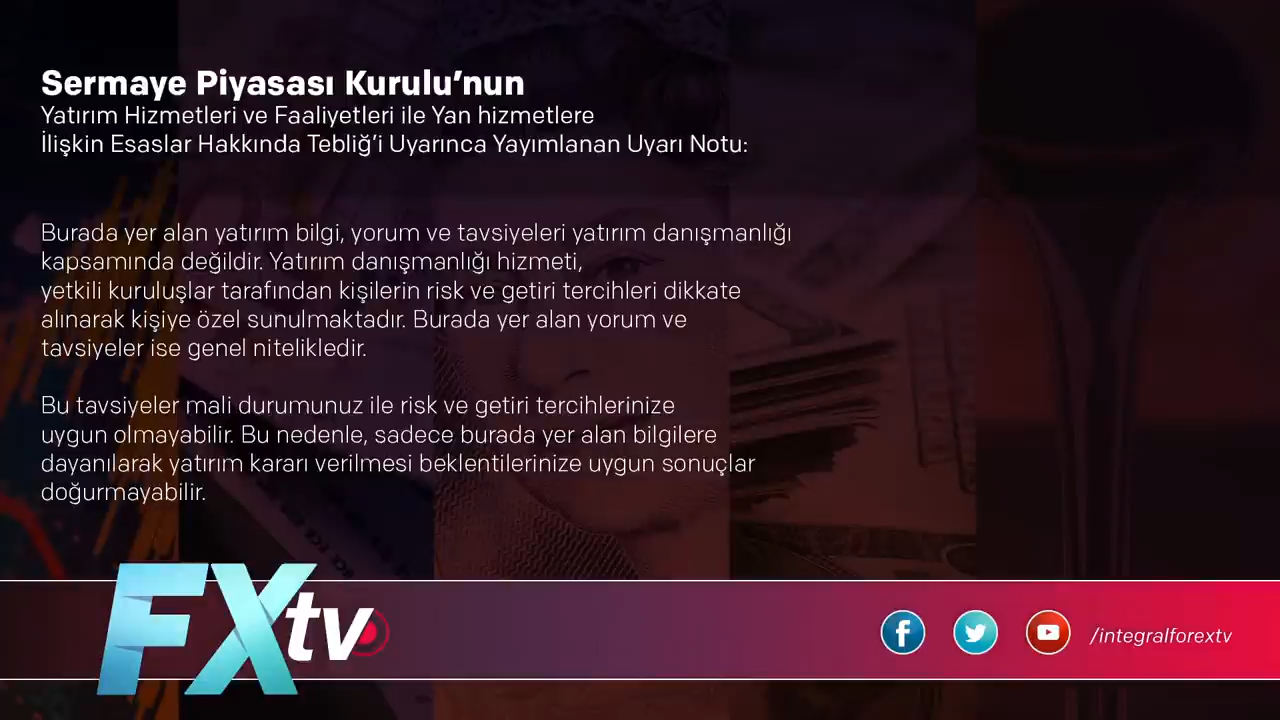 Sermaye Piyasası Kurulu’nun
Yatırım Hizmetleri ve Faaliyetleri ile Yan hizmetlere
İlişkin Esaslar Hakkında Tebliğ’i Uyarınca Yayımlanan Uyarı Notu:
Burada yer alan yatırım bilgi, yorum ve tavsiyeleri yatırım danışmanlığı
kapsamında değildir. Yatırım danışmanlığı hizmeti,
yetkili kuruluşlar tarafından kişilerin risk ve getiri tercihleri dikkate
alınarak kişiye özel sunulmaktadır. Burada yer alan yorum ve
tavsiyeler ise genel nitelikledir.
Bu tavsiyeler mali durumunuz ile risk ve getiri tercihlerinize
uygun olmayabilir. Bu nedenle, sadece burada yer alan bilgilere
dayanılarak yatırım kararı verilmesi beklentilerinize uygun sonuçlar
doğurmayabilir.
FXtv
/integralforextv